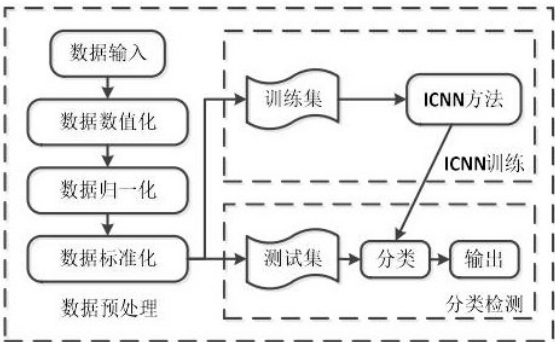 数据输入
数据数值化
数据归一化
数据标准化
数据预处理
训练集
ICNN方法
ICNN训练
测试集
分类
输出
分类检测